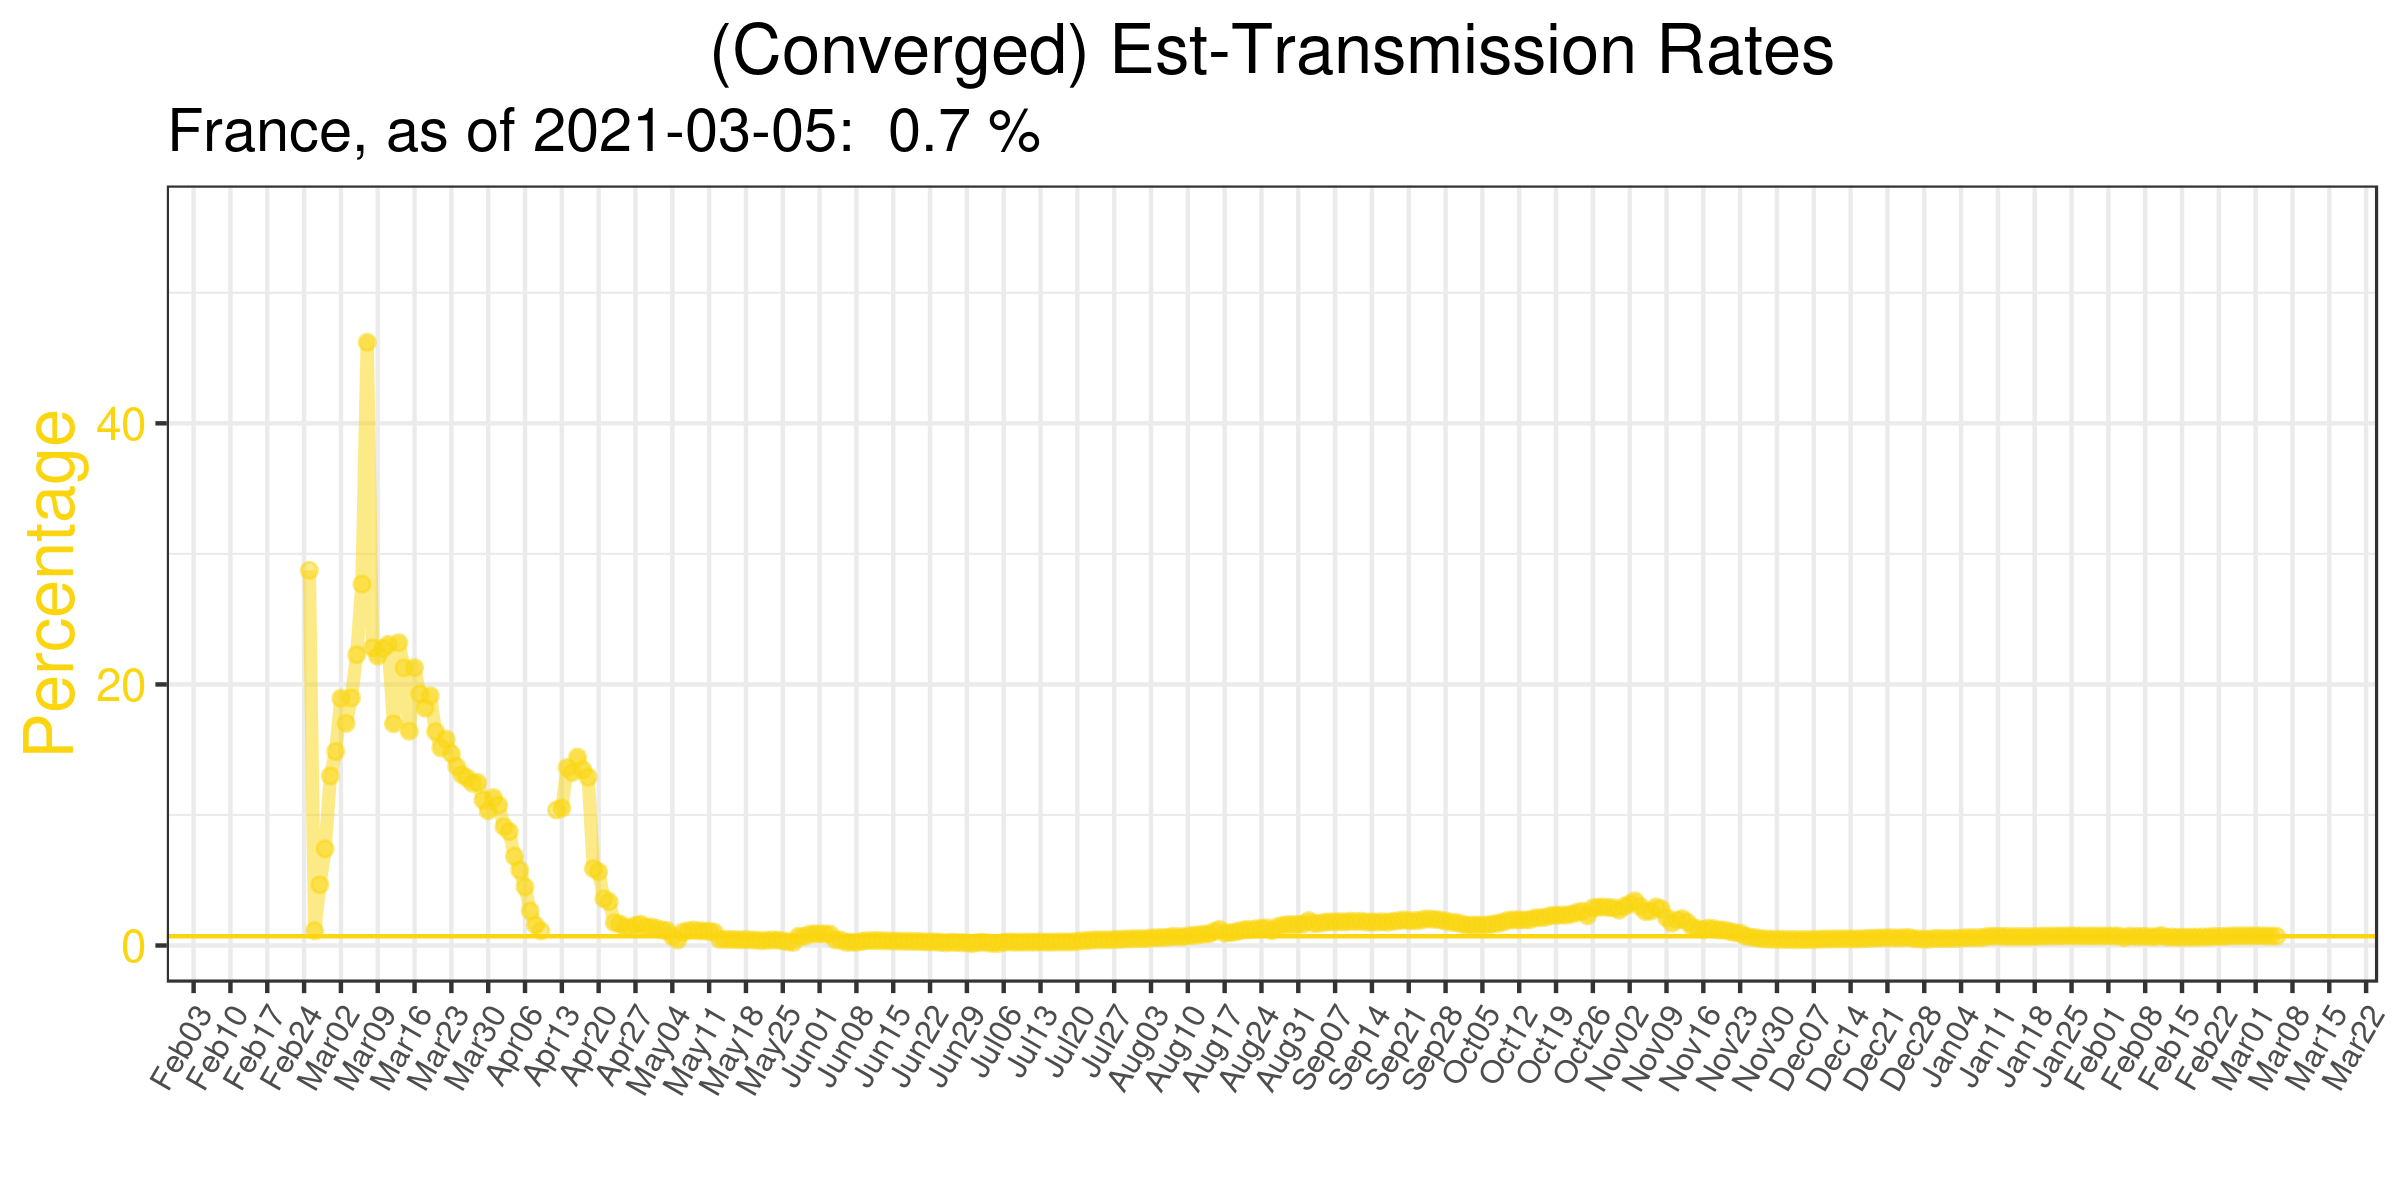 (Converged) Est-Transmission Rates
France, as of 2021-03-05: 0.7 %
Percentage
40
20
0
Feb03
Feb10
Feb17
Feb24
Mar02
Mar09
Mar16
Mar23
Mar30
Apr06
Apr13
Apr20
Apr27
May04
May11
May18
May25
Jun01
Jun08
Jun15
Jun22
Jun29
Jul06
Jul13
Jul20
Jul27
Aug03
Aug10
Aug17
Aug24
Aug31
Sep07
Sep14
Sep21
Sep28
Oct05
Oct12
Oct19
Oct26
Nov02
Nov09
Nov16
Nov23
Nov30
Dec07
Dec14
Dec21
Dec28
Jan04
Jan11
Jan18
Jan25
Feb01
Feb08
Feb15
Feb22
Mar01
Mar08
Mar15
Mar22